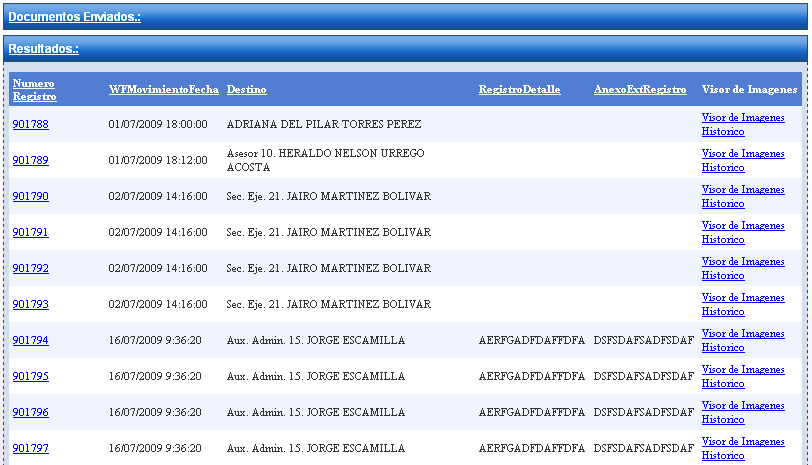 Documentos Enviados.:
Resultados.:
Numero
Registro
WFMovimientoFecha Destino RegistroDetalle AnexoExtRegistro Visor de Imagenes
901788 01/07/2009 18:00:00 ADRIANA DEL PILAR TORRES PEREZ Visor de Imagenes
Historico
901789 01/07/2009 18:12:00 Asesor 10. HERALDO NELSON URREGO
ACOSTA Visor de Imagenes
Historico
901790 02/07/2009 14:16:00 Sec. Eje. 21. JAIRO MARTINEZ BOLIVAR Visor de Imagenes
Historico
901791 02/07/2009 14:16:00 Sec. Eje. 21. JAIRO MARTINEZ BOLIVAR Visor de Imagenes
Historico
901792 02/07/2009 14:16:00 Sec. Eje. 21. JAIRO MARTINEZ BOLIVAR Visor de Imagenes
Historico
901793 02/07/2009 14:16:00 Sec. Eje. 21. JAIRO MARTINEZ BOLIVAR Visor de Imagenes
Historico
901794 16/07/2009 9:36:20 Aux. Admin. 15. JORGE ESCAMILLA AERFGADFDAFFDFA DSFSDAFSADFSDAF Visor de Imagenes
Historico
901795 16/07/2009 9:36:20 Aux. Admin. 15. JORGE ESCAMILLA AERFGADFDAFFDFA DSFSDAFSADFSDAF Visor de Imagenes
Historico
901796 16/07/2009 9:36:20 Aux. Admin. 15. JORGE ESCAMILLA AERFGADFDAFFDFA DSFSDAFSADFSDAF Visor de Imagenes
Historico
901797 16/07/2009 9:36:20 Aux. Admin. 15. JORGE ESCAMILLA AERFGADFDAFFDFA DSFSDAFSADFSDAF Visor de Imagenes
Historico